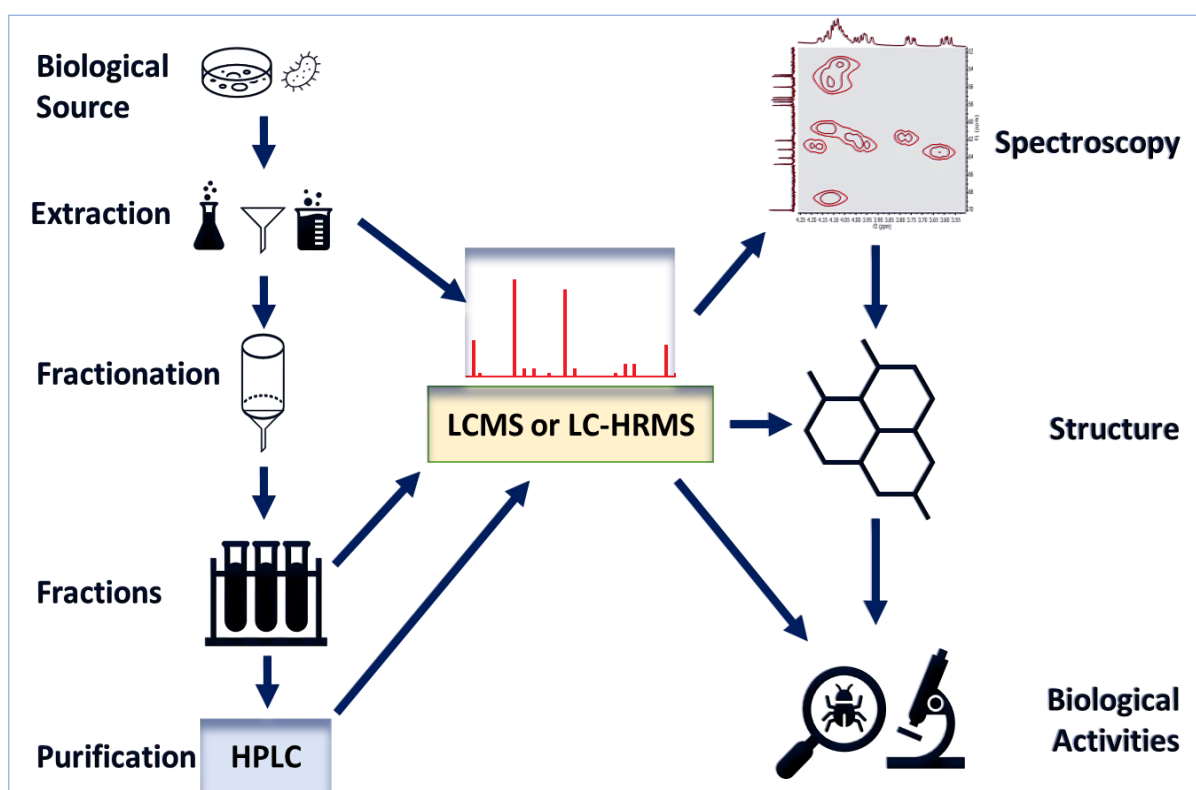 Biological
Source
Extraction
Fractionation
Fractions
Purification
HPLC
LCMS or LC-HRMS
Spectroscopy
Structure
Biological
Activities